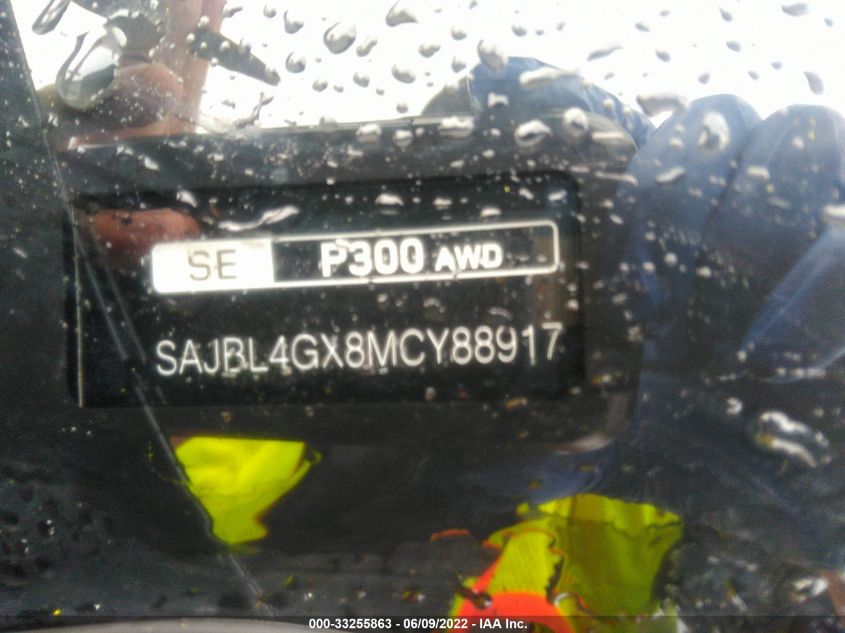 SE P300 AWD
SAJBL4GX8MCY88917
000-33255863 - 06/09/2022 - IAA Inc.